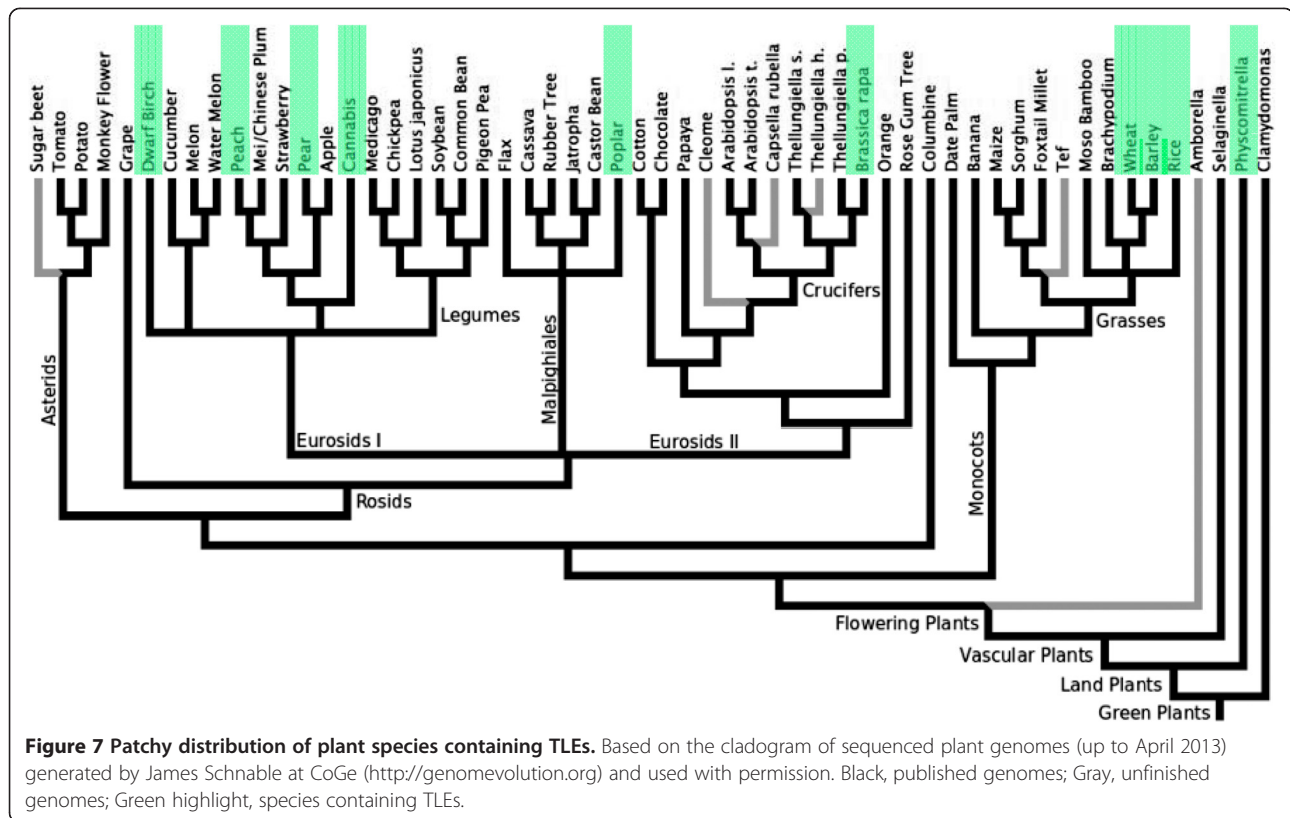 Sugar beet
Tomato
Potato
Monkey Flower
Grape
Dwarf Birch
Cucumber
Melon
Water Melon
Peach
Mei/Chinese Plum
Strawberry
Pear
Apple
Cannabis
Medicago
Chickpea
Lotus japonicus
Soybean
Common Bean
Pigeon Pea
Flax
Cassava
Rubber Tree
Jatropha
Castor Bean
Poplar
Cotton
Chocolate
Papaya
Cleome
Arabidopsis l.
Arabidopsis t.
Capsella rubella
Thellungiella s.
Thellungiella h.
Thellungiella p.
Brassica rapa
Orange
Rose Gum Tree
Columbine
Date Palm
Banana
Maize
Sorghum
Foxtail Millet
Tef
Moso Bamboo
Brachypodium
Wheat
Barley
Rice
Amborella
Selaginella
Physcomitrella
Clamydomonas
Crucifers
Legumes
Grasses
Asterids
Malpighiales
Eurosids I
Eurosids II
Monocots
Rosids
Flowering Plants
Vascular Plants
Land Plants
Green Plants
Figure 7 Patchy distribution of plant species containing TLEs. Based on the cladogram of sequenced plant genomes (up to April 2013)
generated by James Schnable at CoGe (http://genomevolution.org) and used with permission. Black, published genomes; Gray, unfinished
genomes; Green highlight, species containing TLEs.